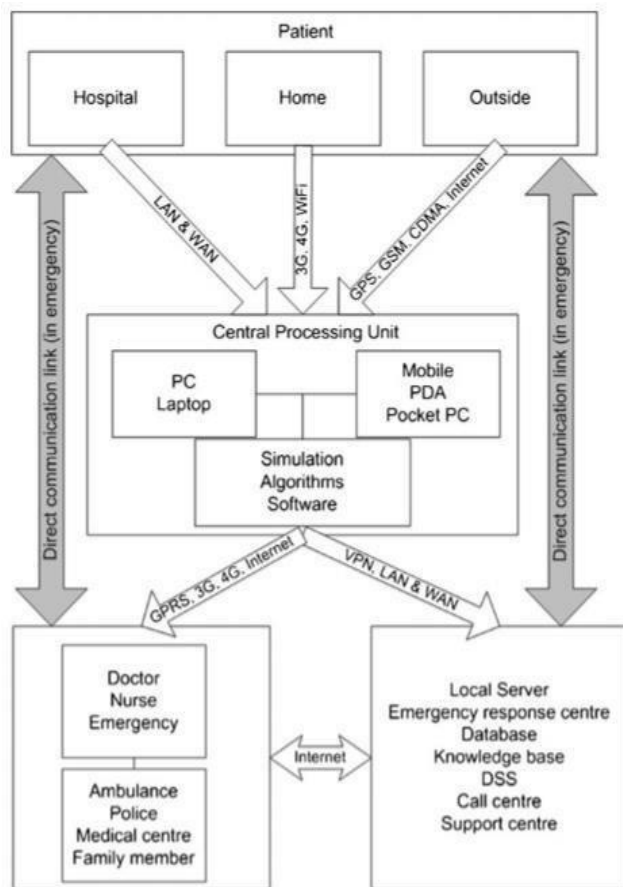 Patient
Hospital
Home
Outside
LAN & WAN
3G, 4G, WiFi
GPS, GSM, CDMA, Internet
Direct communication link (in emergency)
Direct communication link (in emergency)
Central Processing Unit
PC
Laptop
Mobile
PDA
Pocket PC
Simulation
Algorithms
Software
GPRS, 3G, 4G, Internet
VPN, LAN & WAN
Doctor
Nurse
Emergency
Ambulance
Police
Medical centre
Family member
Internet
Local Server
Emergency response centre
Database
Knowledge base
DSS
Call centre
Support centre